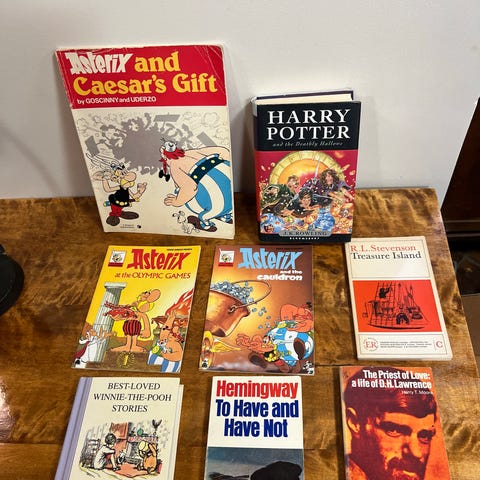 Asterix and
Caesar's Gift
by GOSCINNY and UDERZO
HARRY
POTTER
and the Deathly Hallows
J.K. ROWLING
BLOOMSBURY
Asterix
at the OLYMPIC GAMES
Asterix
and the
cauldron
R.L. Stevenson
Treasure Island
ER
C
BEST-LOVED
WINNIE-THE-POOH
STORIES
Hemingway
To Have and
Have Not
The Priest of Love:
a life of D.H. Lawrence
Harry T. Moore